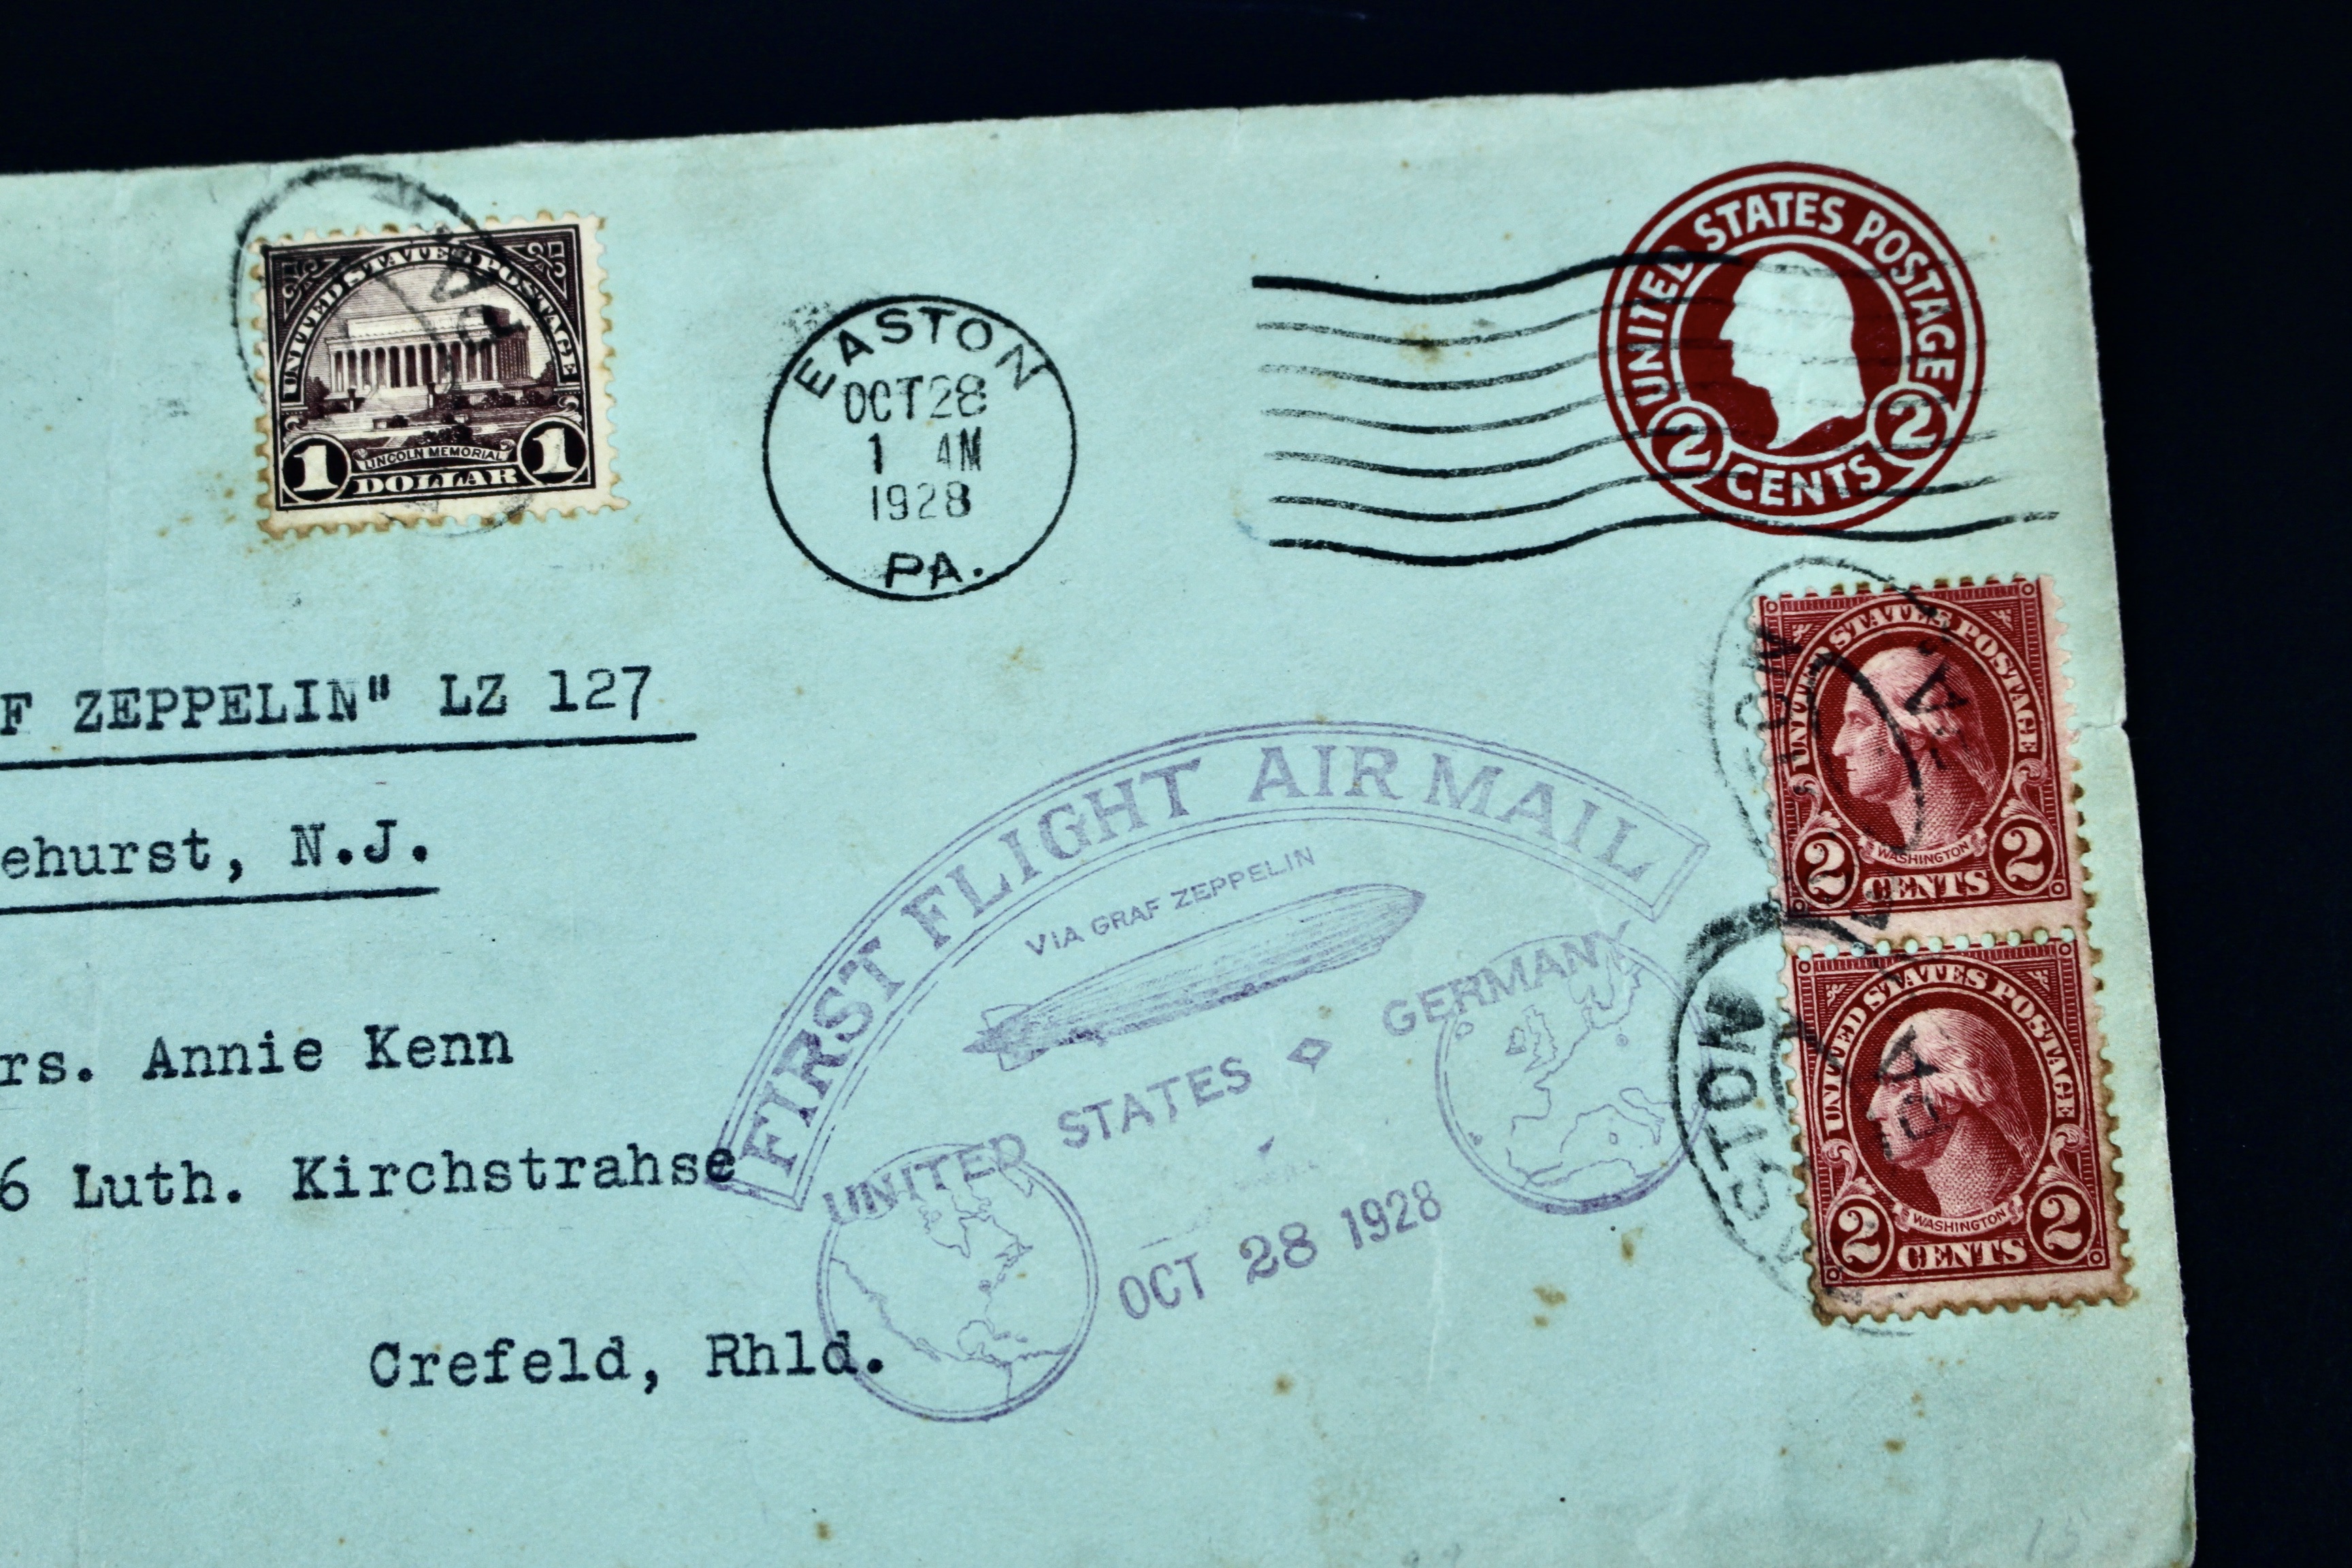 UNITED STATES POSTAGE
1 LINCOLN MEMORIAL 1
DOLLAR
EASTON
OCT 28
1 AM
1928
PA.
UNITED STATES POSTAGE
2 CENTS 2
F ZEPPELIN" LZ 127
ehurst, N.J.
rs. Annie Kenn
6 Luth. Kirchstrahse
Crefeld, Rhld.
FIRST FLIGHT AIR MAIL
VIA GRAF ZEPPELIN
UNITED STATES ◇ GERMANY
OCT 28 1928
UNITED STATES POSTAGE
WASHINGTON
2 CENTS 2
STON
PA.
UNITED STATES POSTAGE
WASHINGTON
2 CENTS 2